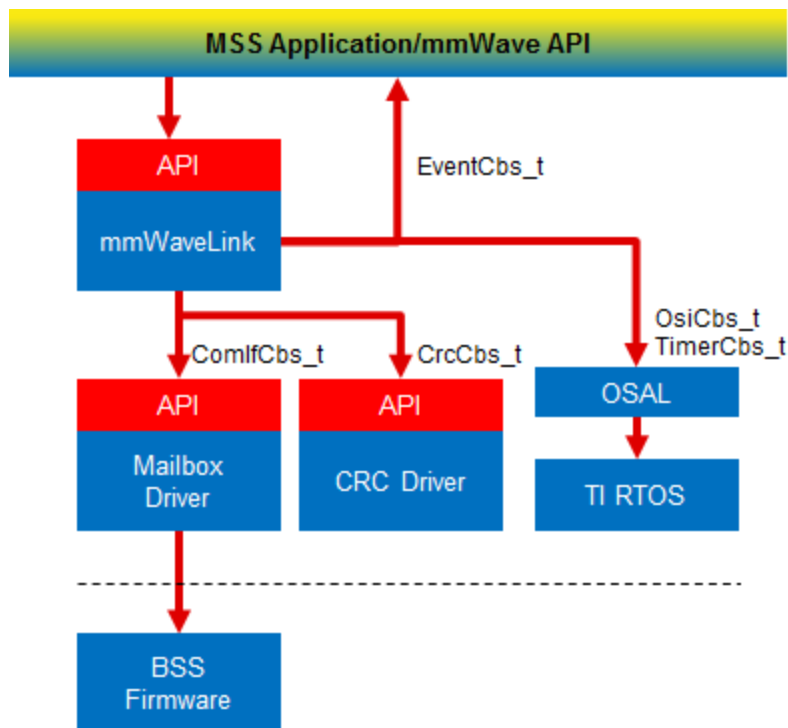 MSS Application/mmWave API
API
mmWaveLink
EventCbs_t
OsiCbs_t
TimerCbs_t
ComIfCbs_t
CrcCbs_t
API
Mailbox
Driver
API
CRC Driver
OSAL
TI RTOS
BSS
Firmware